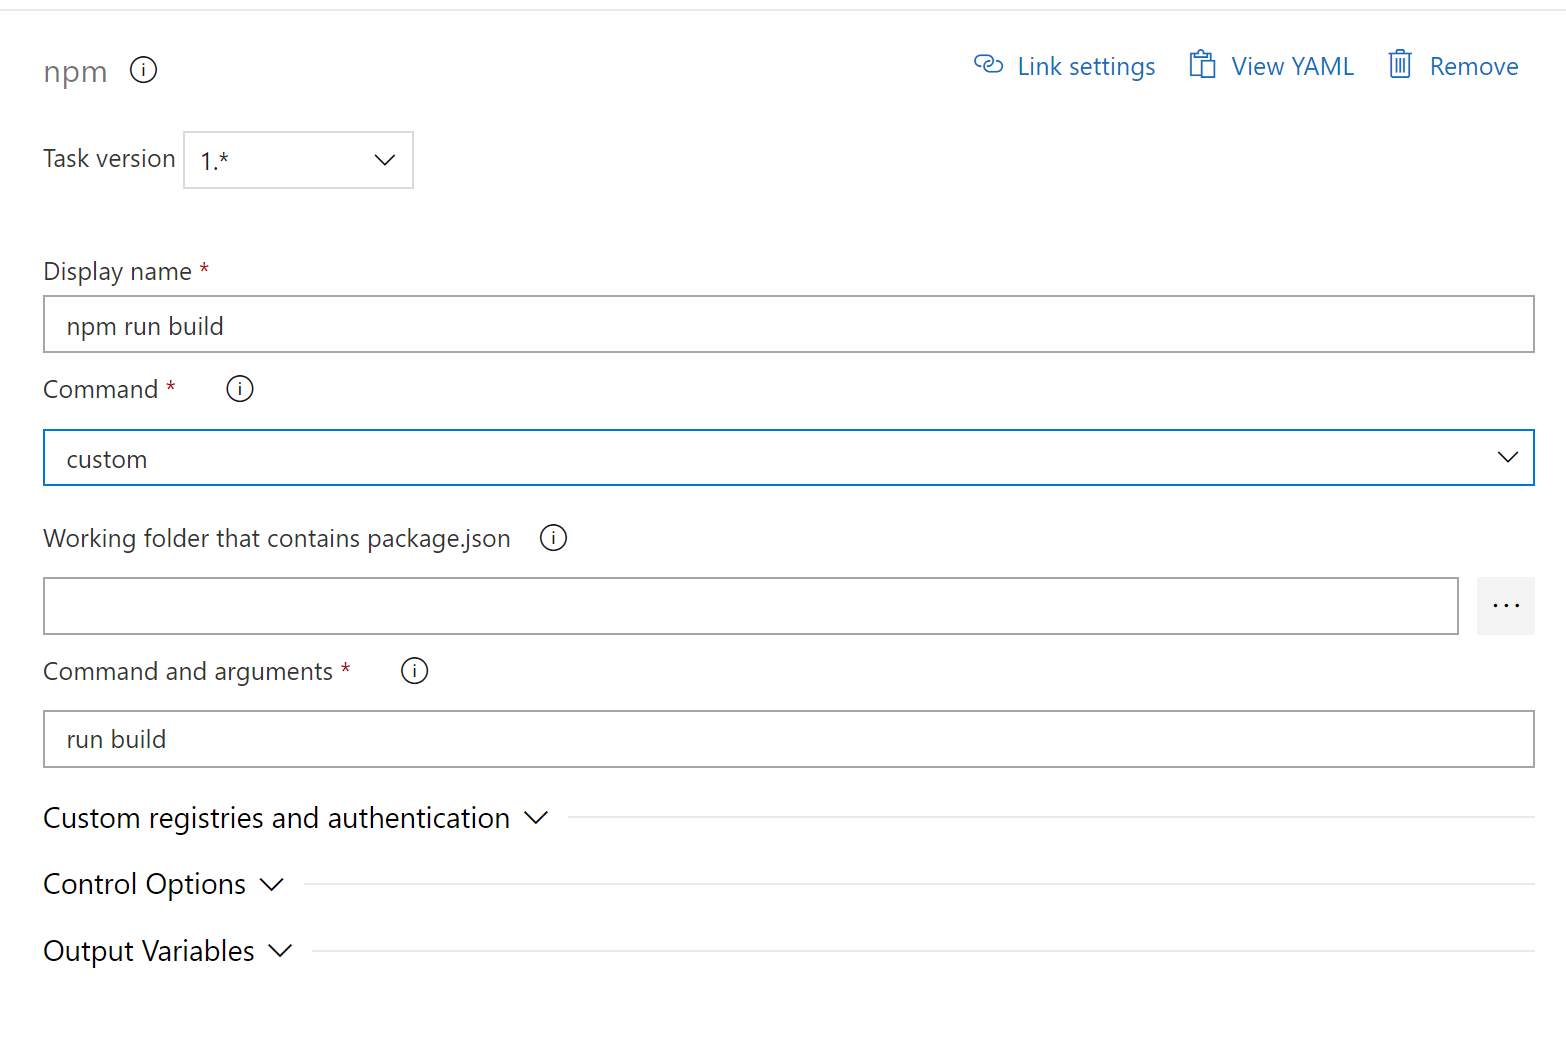 npm
Link settings View YAML Remove
Task version 1.*
Display name *
npm run build
Command *
custom
Working folder that contains package.json
...
Command and arguments *
run build
Custom registries and authentication
Control Options
Output Variables